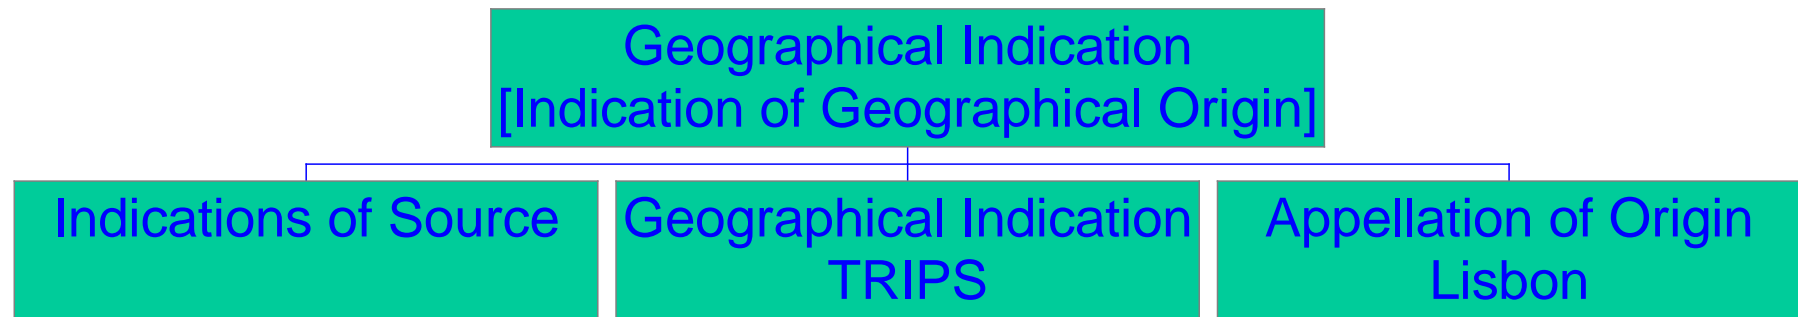 Geographical Indication
[Indication of Geographical Origin]
Indications of Source
Geographical Indication
TRIPS
Appellation of Origin
Lisbon